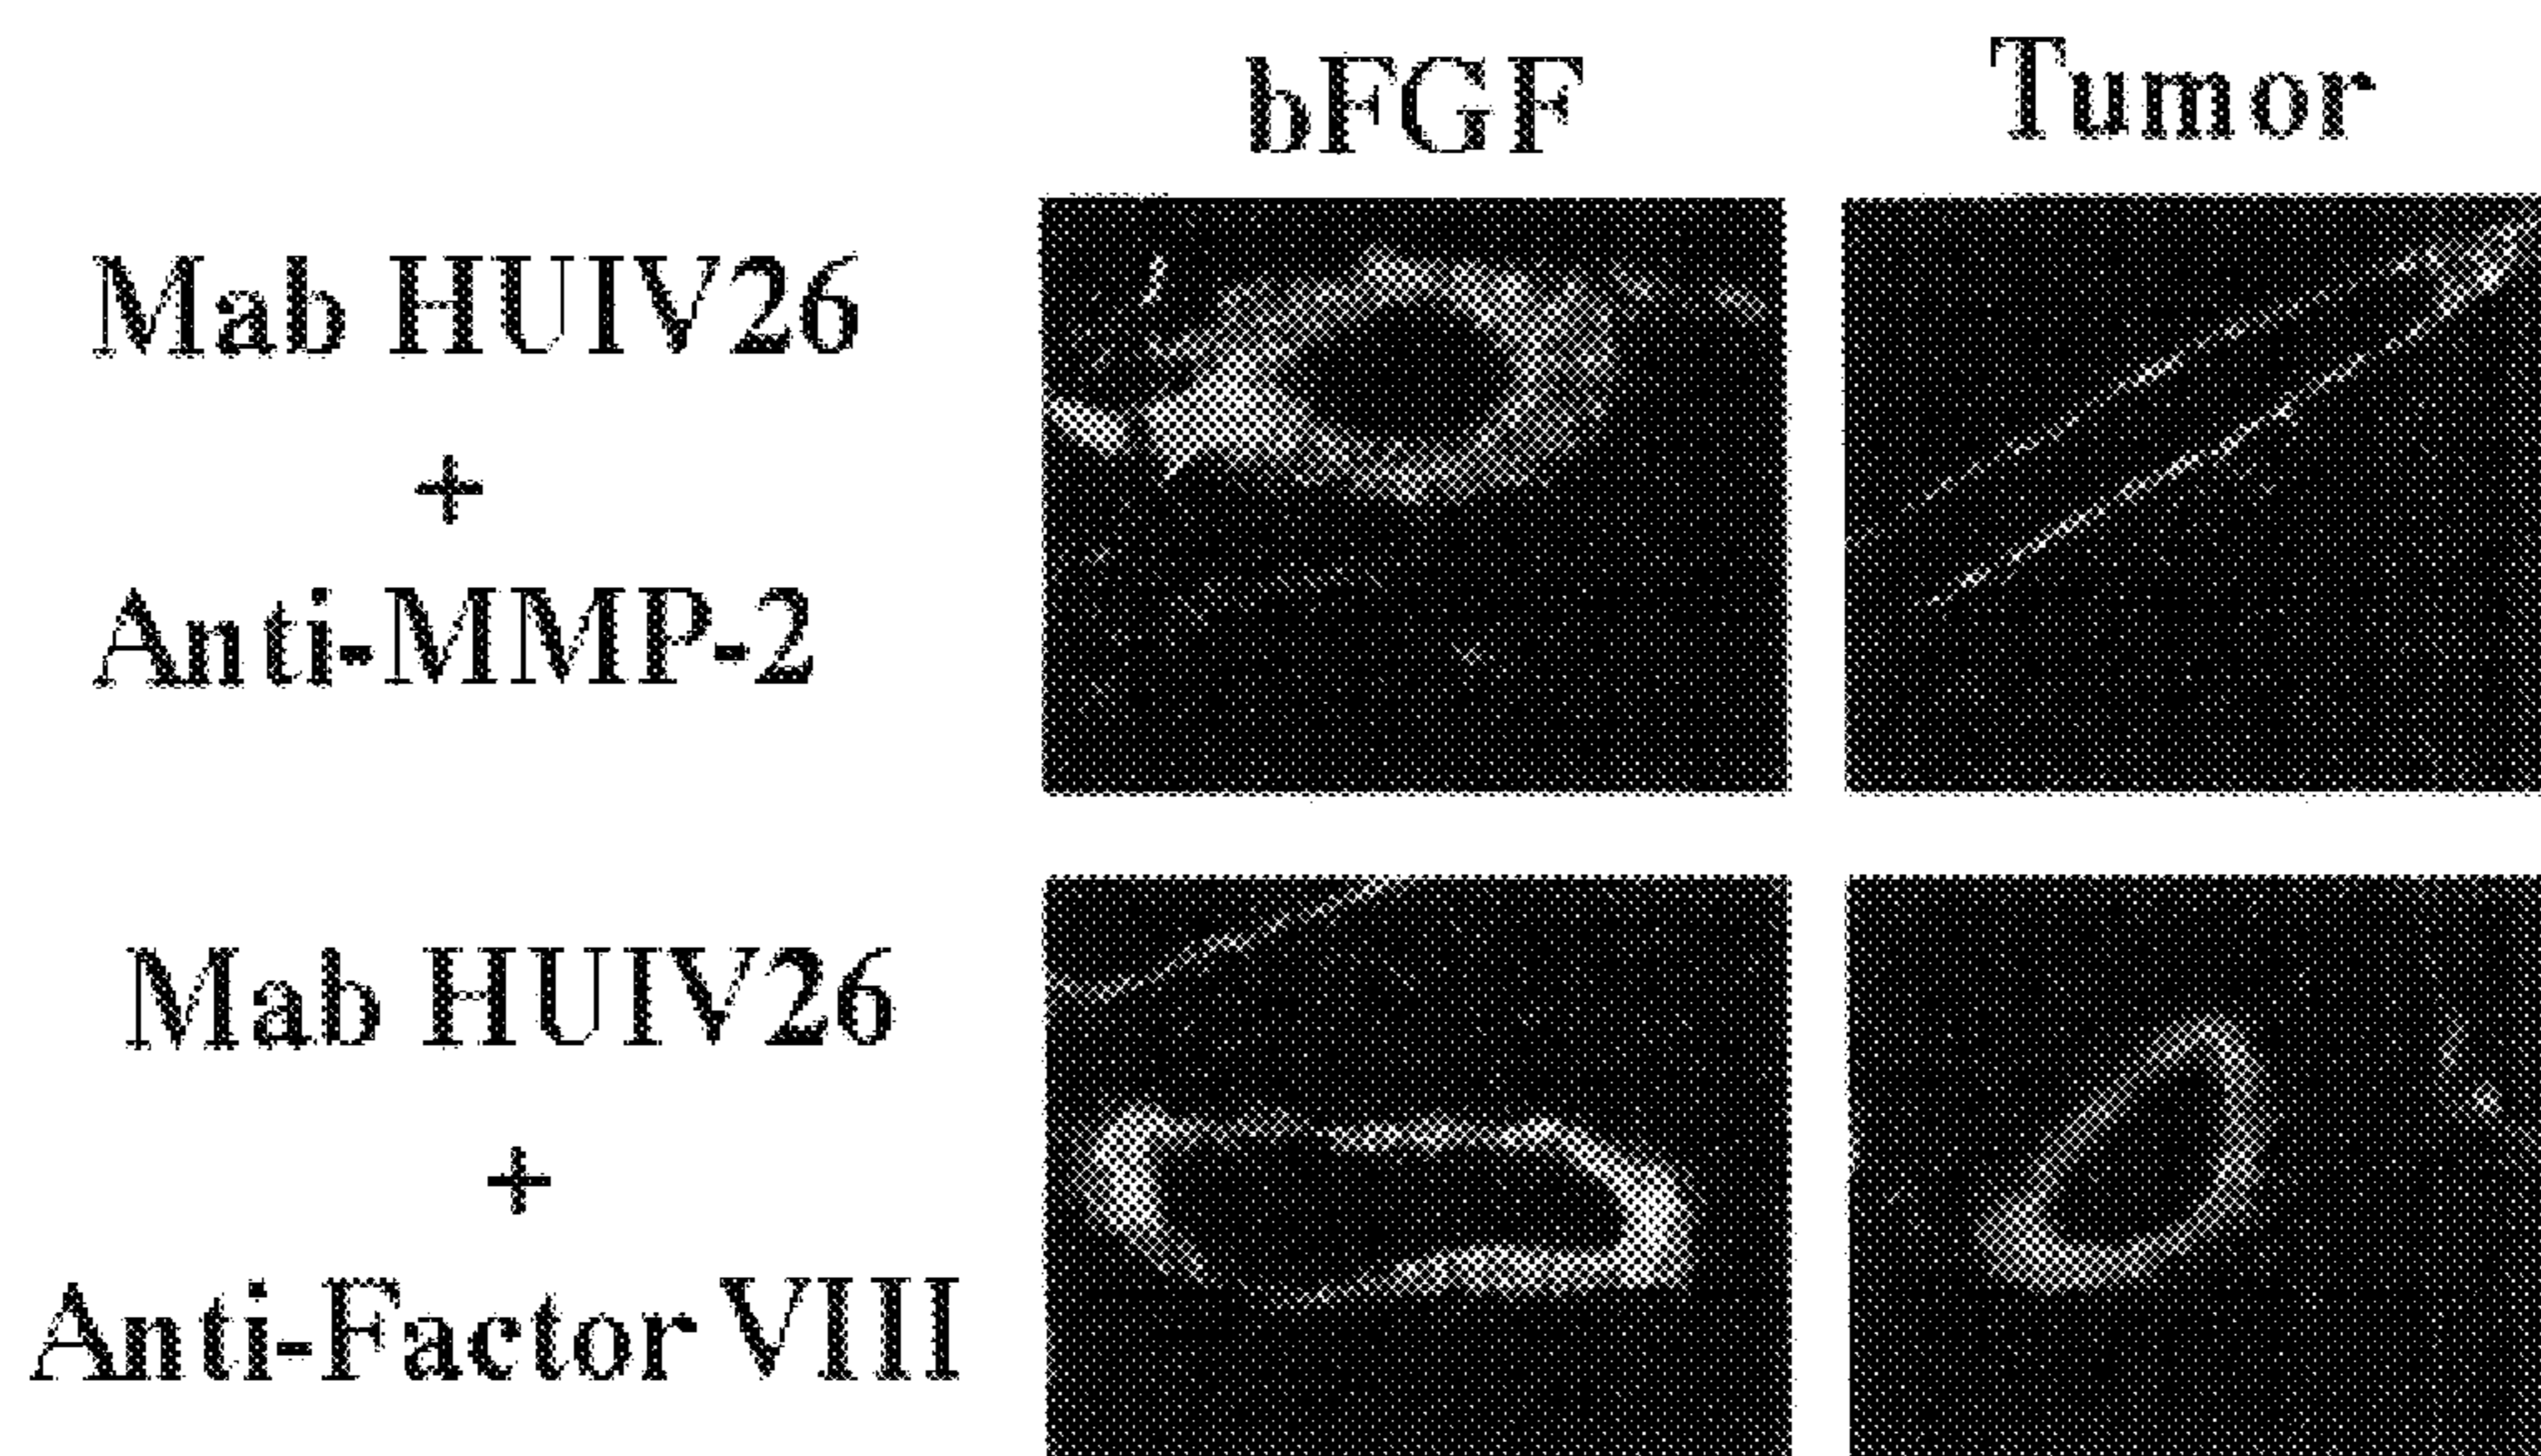 bFGF Tumor
Mab HUIV26
+
Anti-MMP-2
Mab HUIV26
+
Anti-Factor VIII